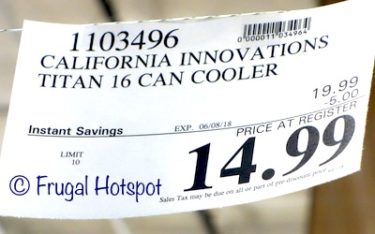 1103496
0000011034964
CALIFORNIA INNOVATIONS
TITAN 16 CAN COOLER
19.99
-5.00
Instant Savings EXP. 06/08/18 PRICE AT REGISTER
LIMIT
10
14.99
Sales Tax may be due on all or part of pre discount price
© Frugal Hotspot